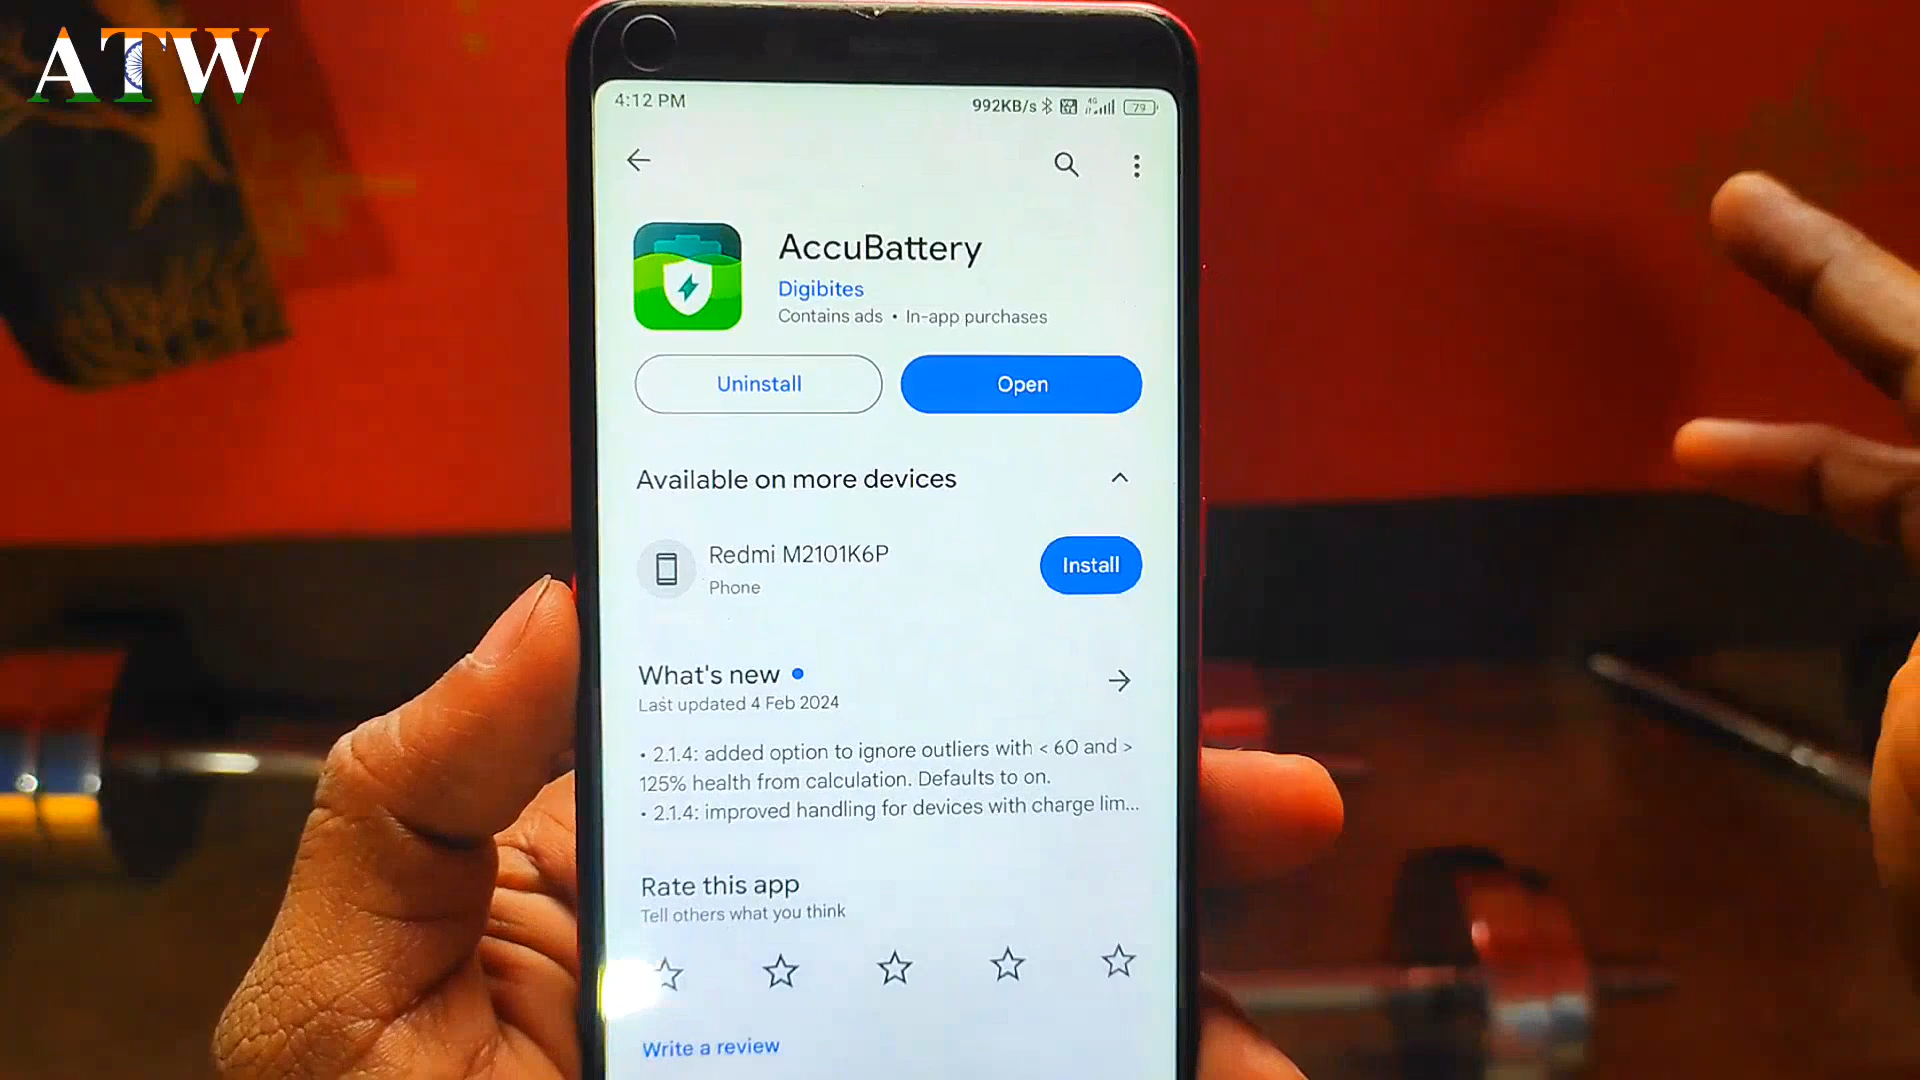 ATW
4:12 PM
992KB/s 4G 79
AccuBattery
Digibites
Contains ads • In-app purchases
Uninstall
Open
Available on more devices
Redmi M2101K6P
Phone
Install
What's new
Last updated 4 Feb 2024
• 2.1.4: added option to ignore outliers with < 60 and >
125% health from calculation. Defaults to on.
• 2.1.4: improved handling for devices with charge lim...
Rate this app
Tell others what you think
Write a review